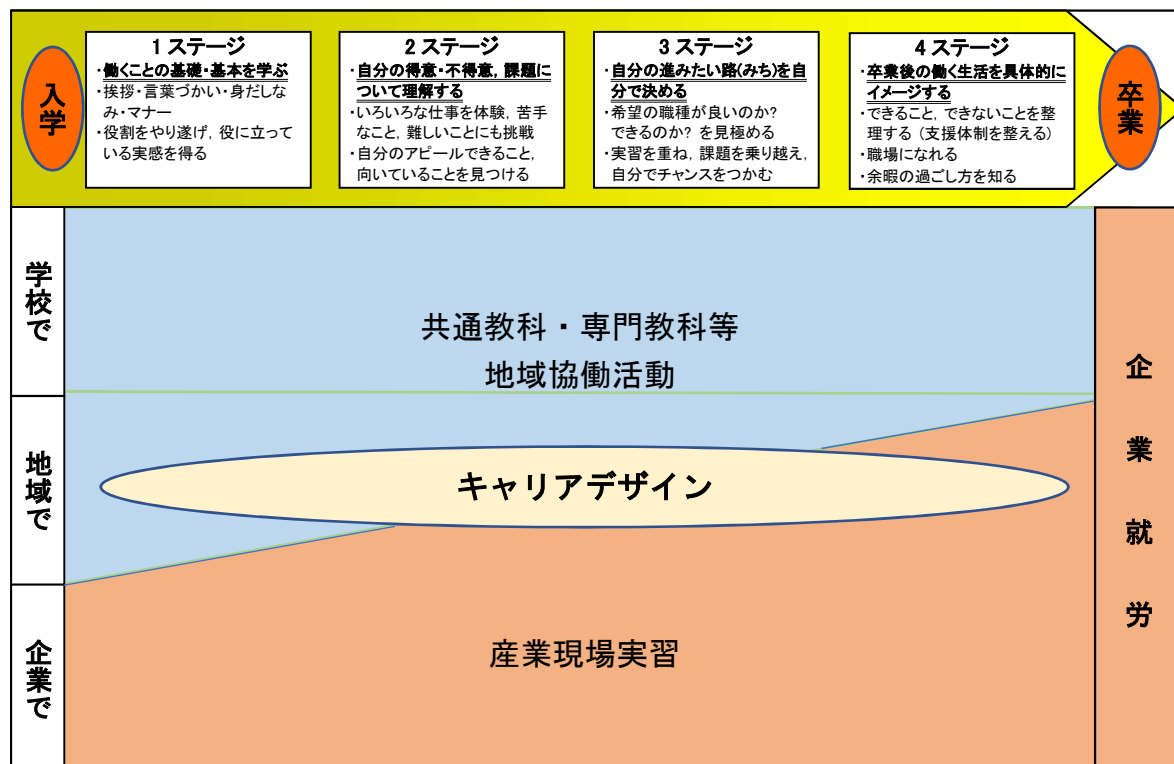 入学
1 ステージ
・働くことの基礎・基本を学ぶ
・挨拶・言葉づかい・身だしな
み・マナー
・役割をやり遂げ，役に立って
いる実感を得る
2 ステージ
・自分の得意・不得意，課題に
ついて理解する
・いろいろな仕事を体験，苦手
なこと，難しいことにも挑戦
・自分のアピールできること，
向いていることを見つける
3 ステージ
・自分の進みたい路(みち)を自
分で決める
・希望の職種が良いのか？
できるのか？ を見極める
・実習を重ね，課題を乗り越え，
自分でチャンスをつかむ
4 ステージ
・卒業後の働く生活を具体的に
イメージする
・できること，できないことを整
理する（支援体制を整える）
・職場になれる
・余暇の過ごし方を知る
卒業
学校で
共通教科・専門教科等
地域協働活動
地域で
キャリアデザイン
企業で
産業現場実習
企業就労